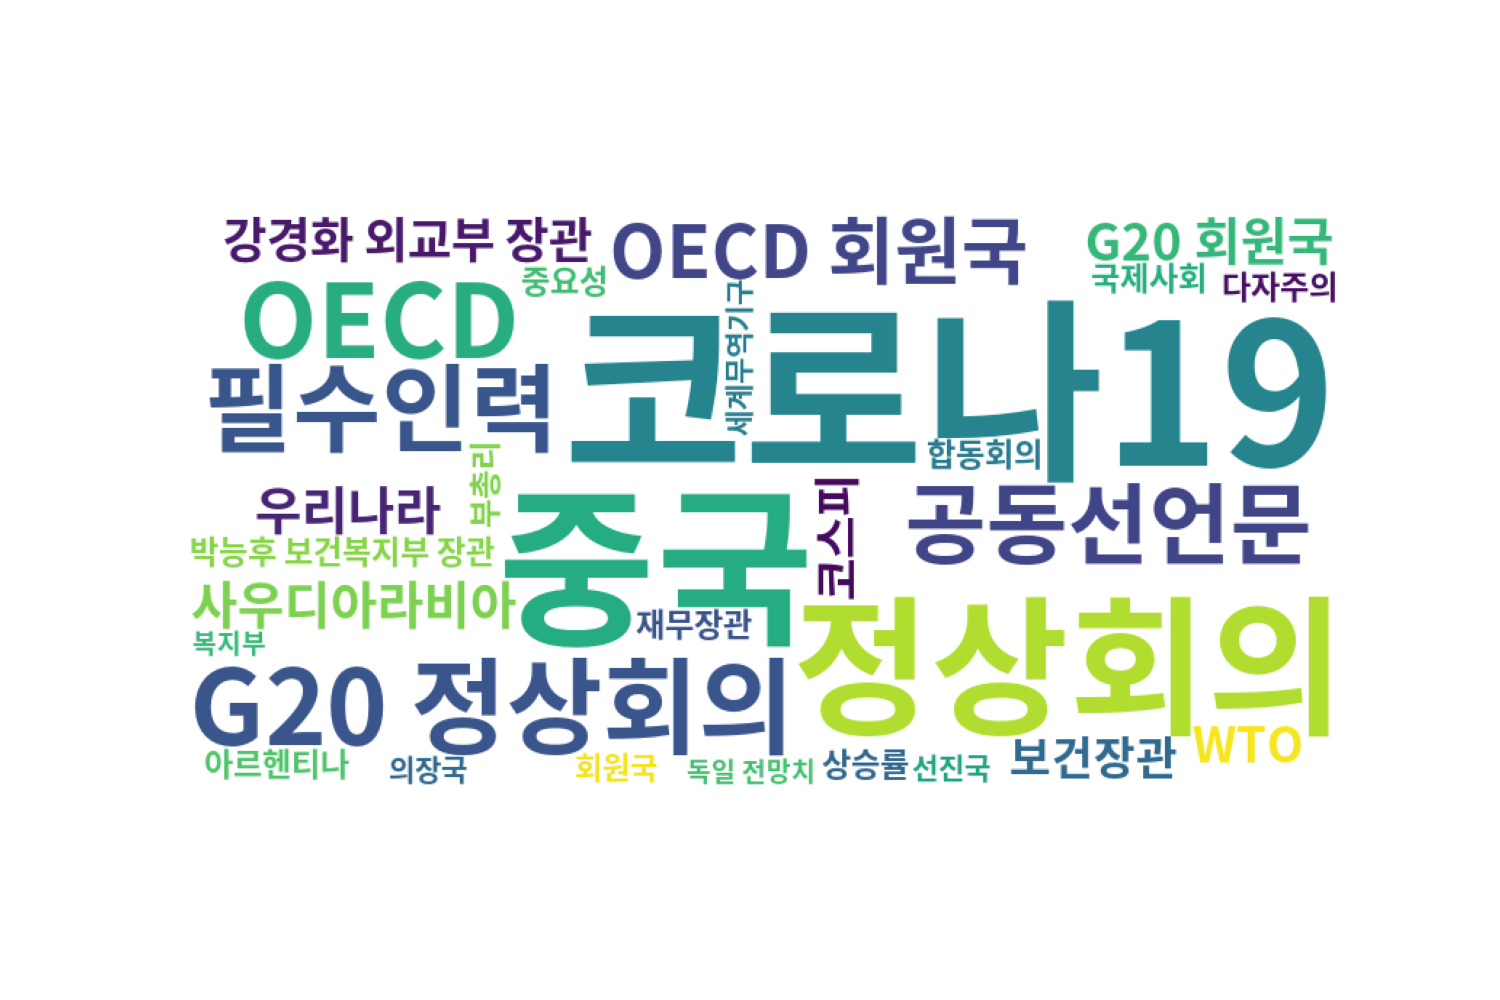 강경화 외교부 장관
OECD 회원국
G20 회원국
중요성
국제사회
다자주의
OECD
세계무역기구
코로나19
필수인력
합동회의
부총리
우리나라
중국
코스피
공동선언문
박능후 보건복지부 장관
사우디아라비아
재무장관
정상회의
복지부
G20 정상회의
WTO
보건장관
아르헨티나
의장국
회원국
독일 전망치
상승률
선진국